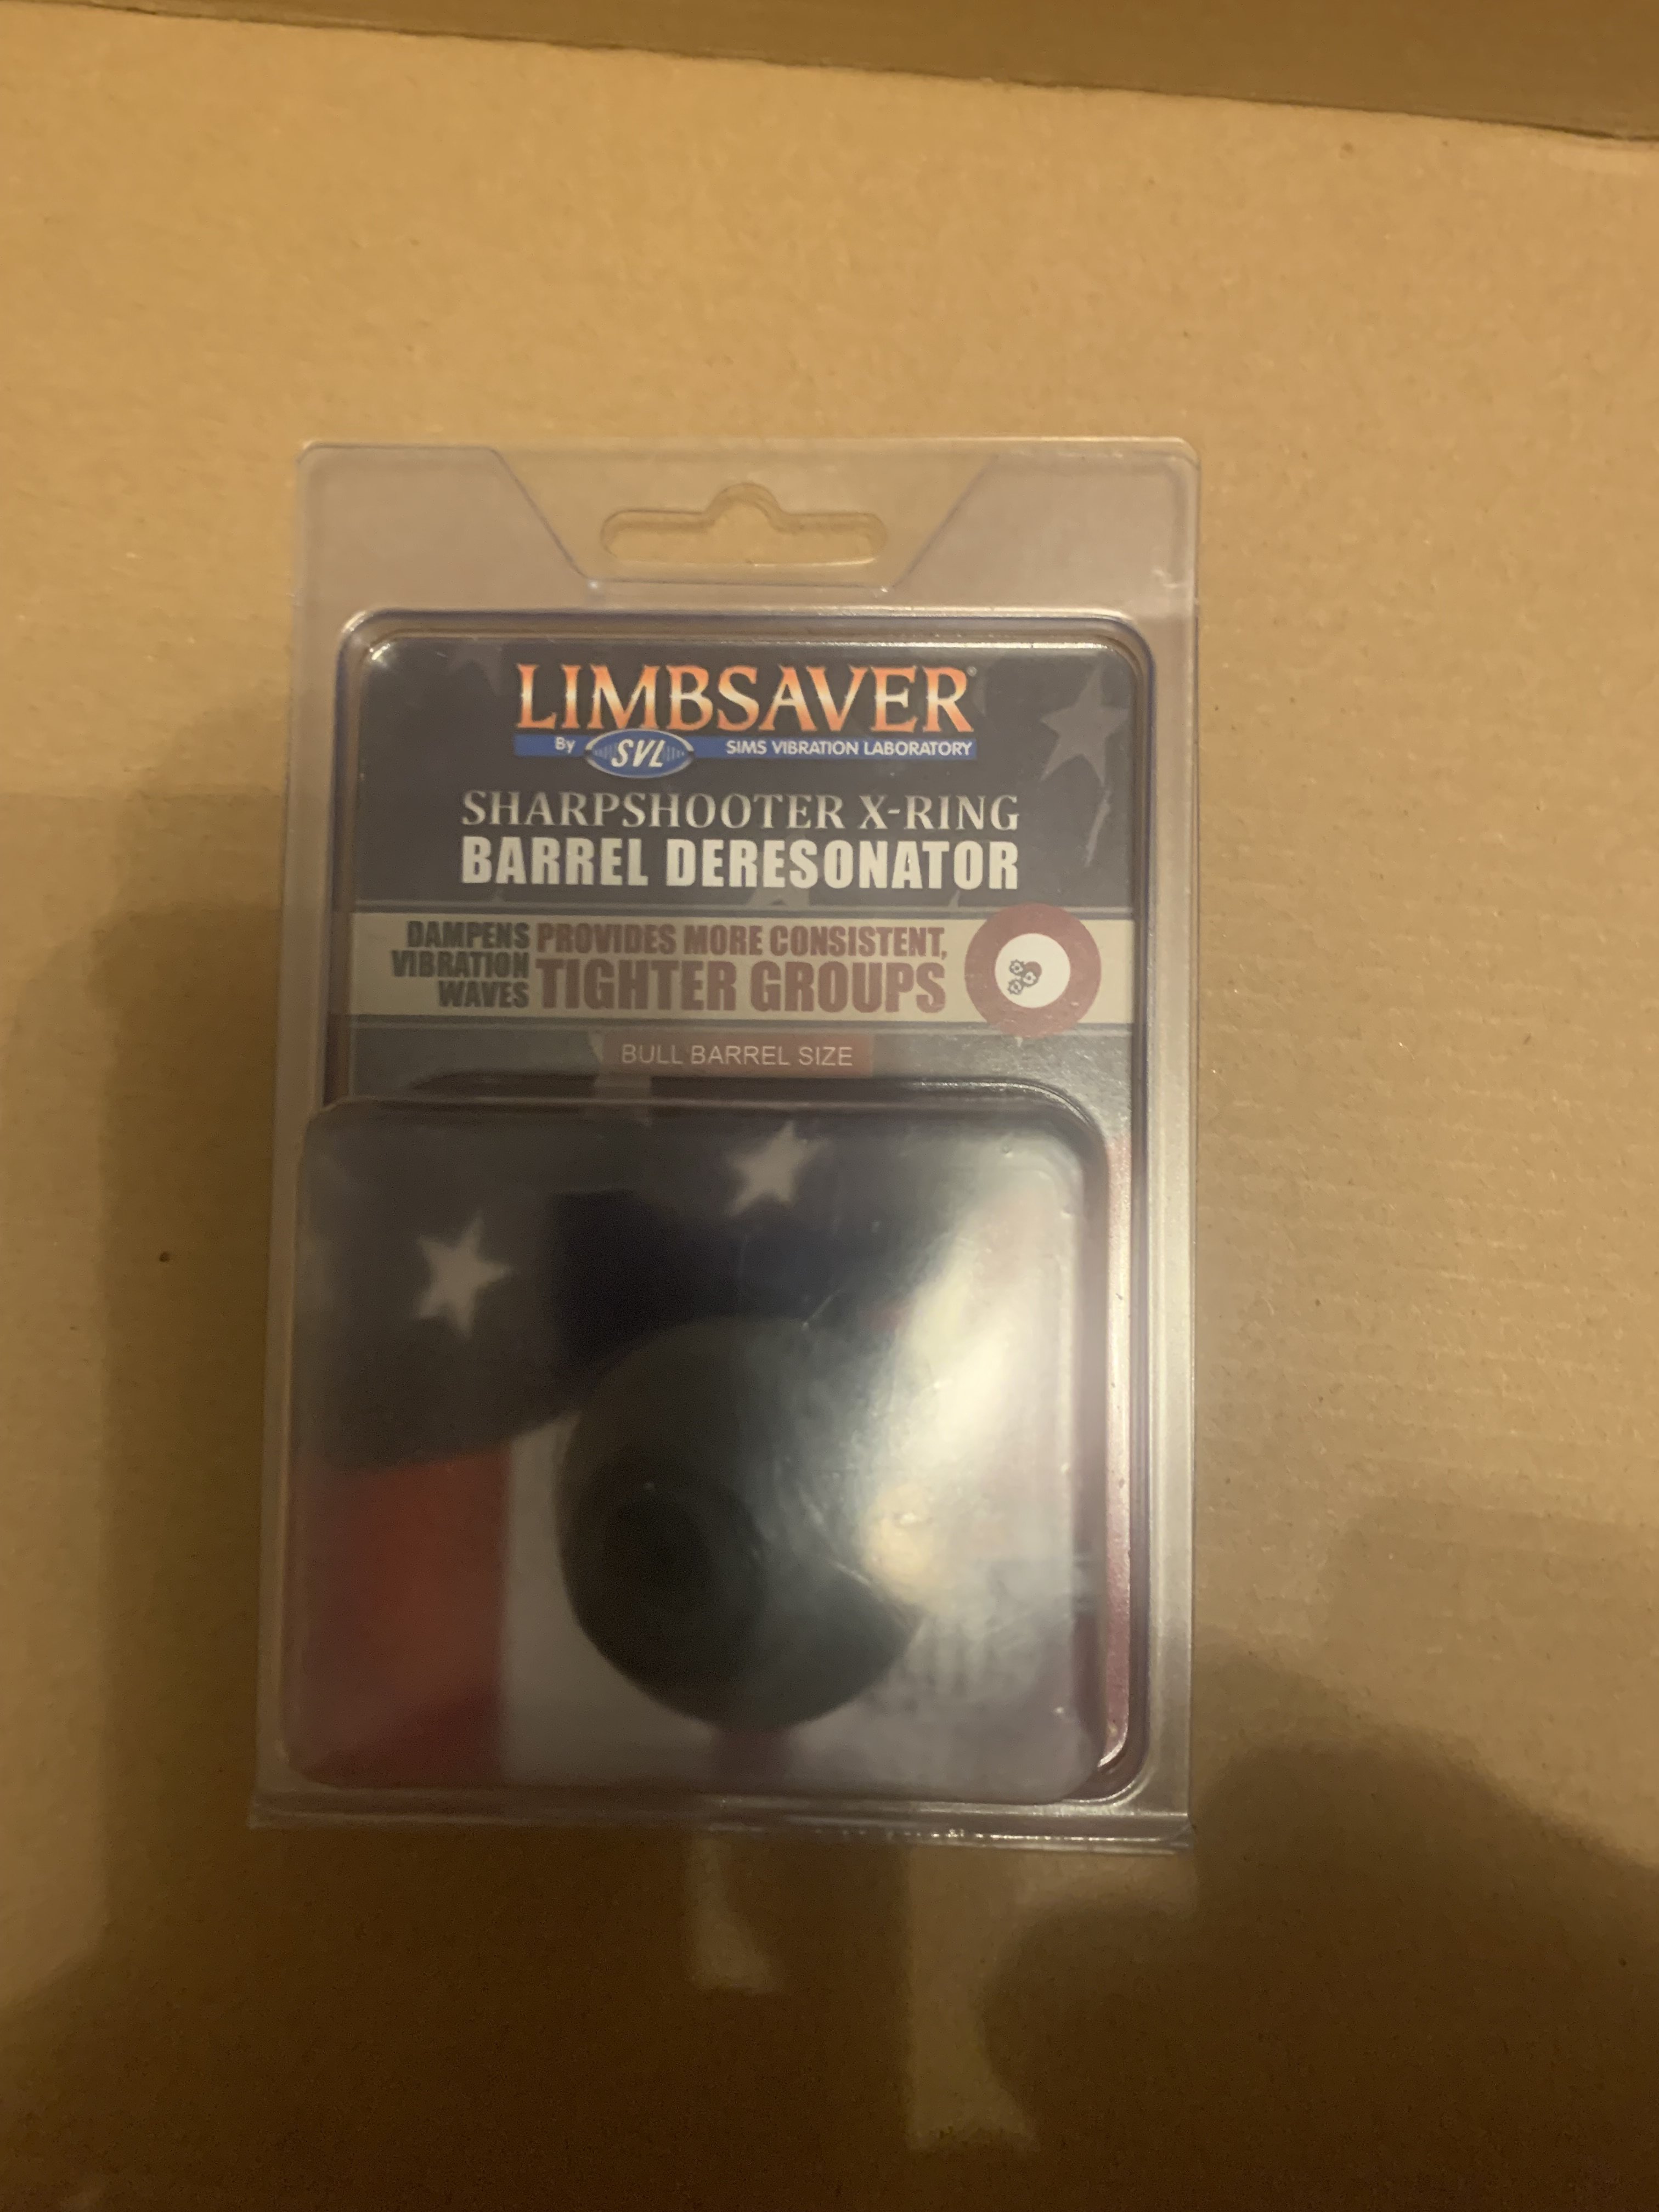 LIMBSAVER®
By SVL SIMS VIBRATION LABORATORY
SHARPSHOOTER X-RING
BARREL DERESONATOR
DAMPENS
VIBRATION
WAVES
PROVIDES MORE CONSISTENT,
TIGHTER GROUPS
BULL BARREL SIZE